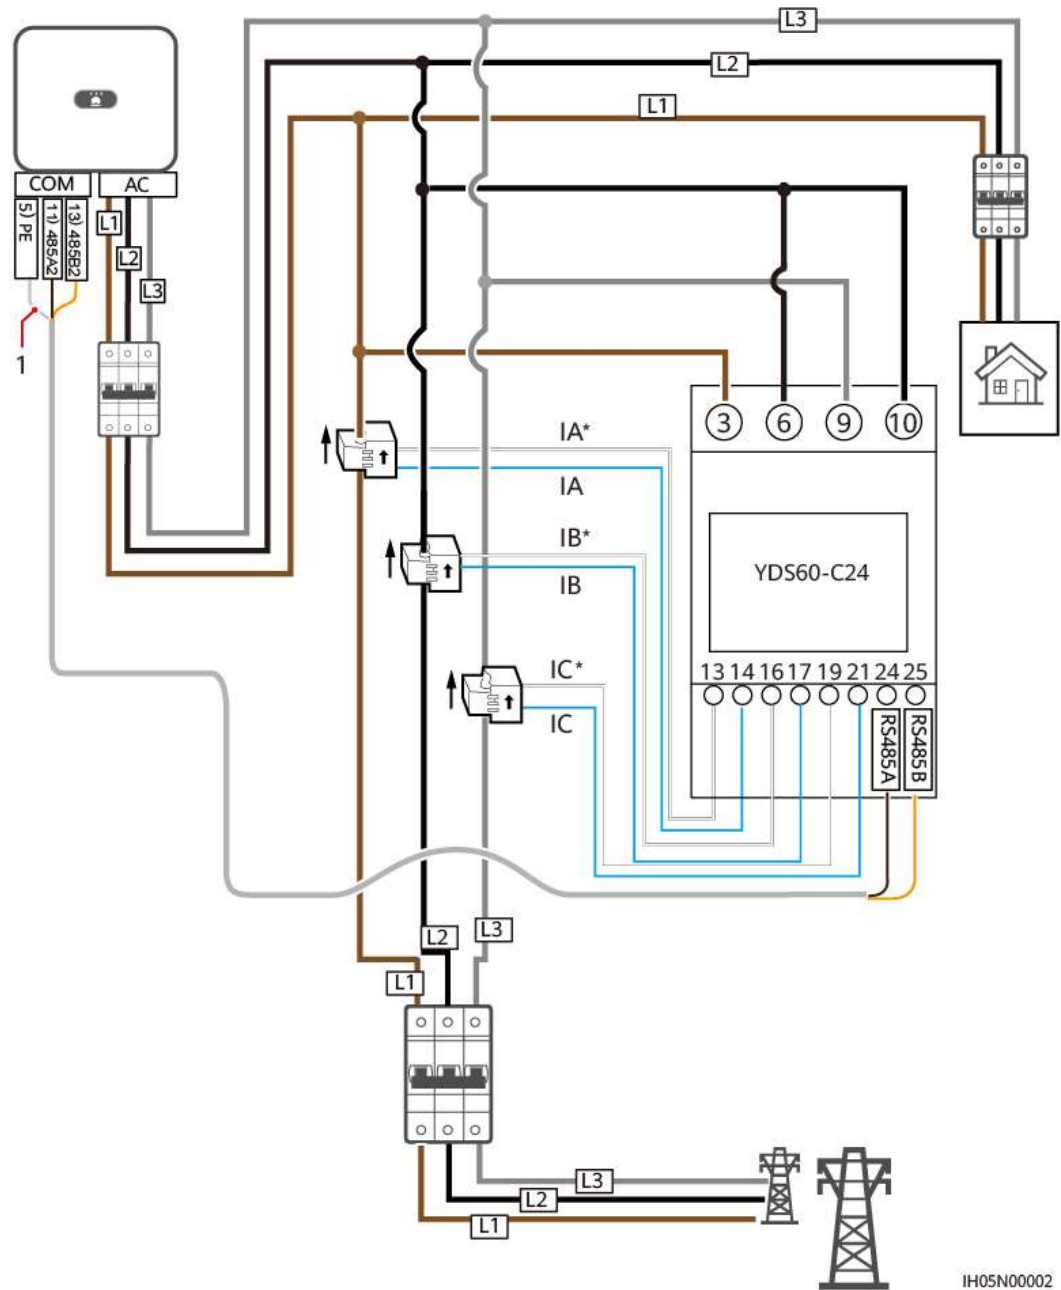 L3
L2
L1
COM
AC
5) PE
11) 485A2
13) 485B2
L1
L2
L3
1
3
6
9
10
IA*
IA
IB*
IB
YDS60-C24
IC*
IC
13 14 16 17 19 21 24 25
RS485A
RS485B
L3
L2
L1
L3
L2
L1
IH05N00002